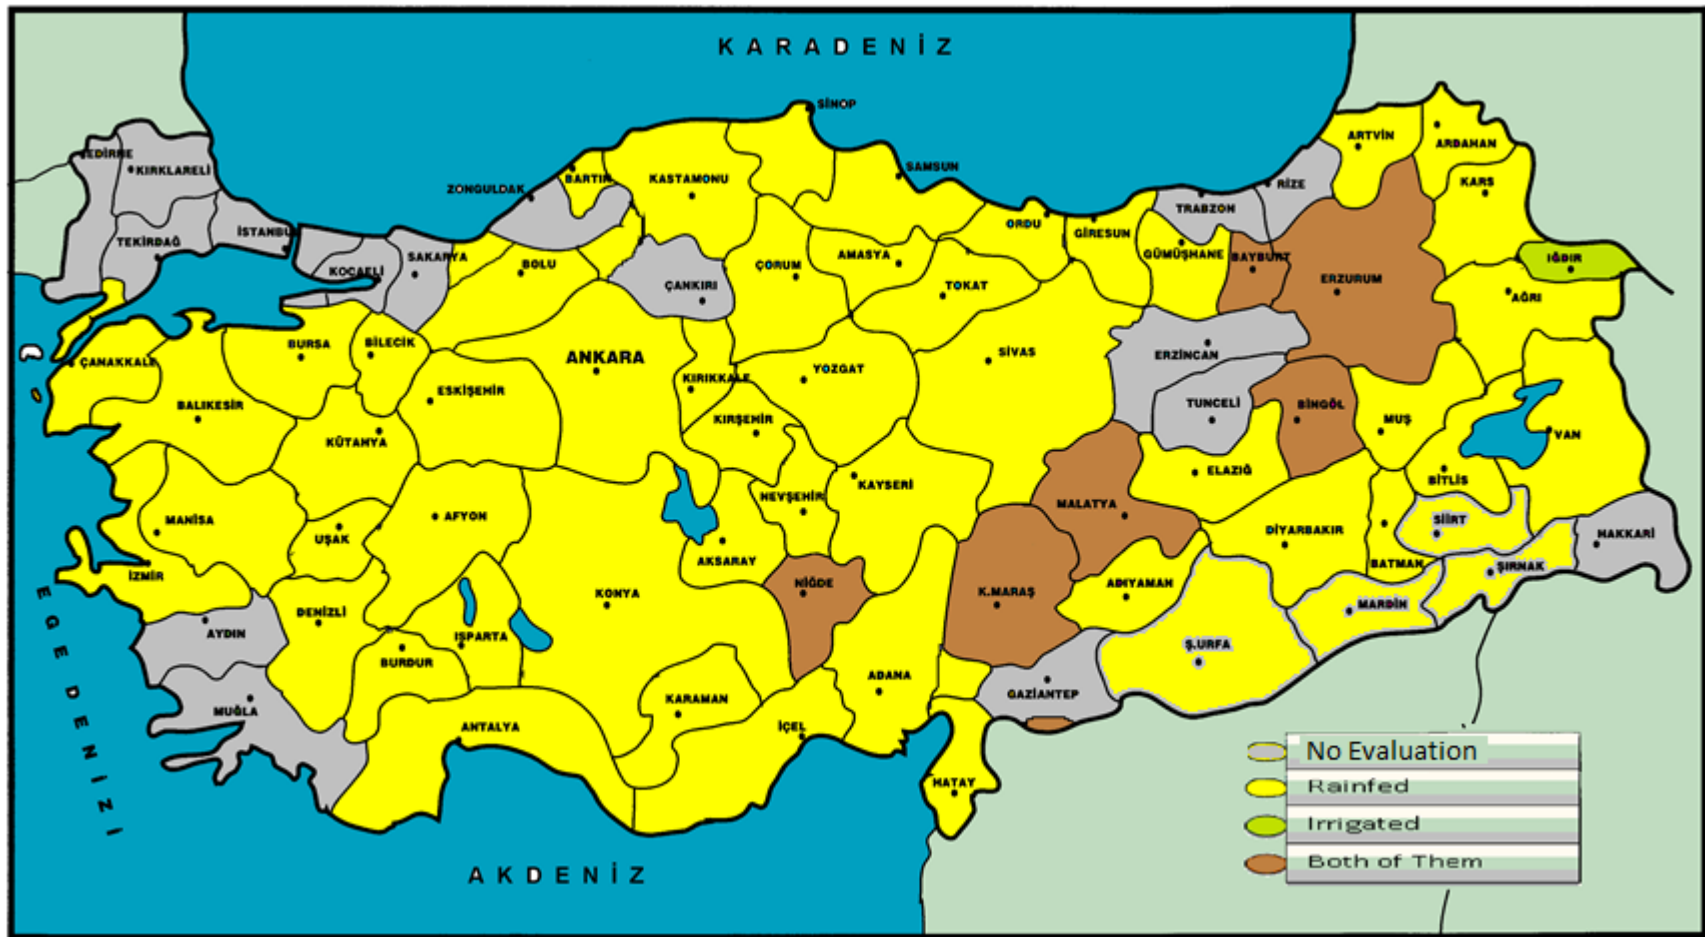 KARADENİZ
SİNOP
EDİRNE
KIRKLARELİ
ZONGULDAK
BARTIN
KASTAMONU
SAMSUN
ARTVİN
ARDAHAN
RİZE
KARS
TRABZON
TEKİRDAĞ
İSTANBUL
KOCAELİ
SAKARYA
BOLU
ÇANKIRI
ÇORUM
AMASYA
ORDU
GİRESUN
GÜMÜŞHANE
BAYBURT
ERZURUM
IĞDIR
TOKAT
AĞRI
ÇANAKKALE
BURSA
BİLECİK
ANKARA
SİVAS
ERZİNCAN
ESKİŞEHİR
KIRIKKALE
YOZGAT
BALIKESİR
KÜTAHYA
KIRŞEHİR
TUNCELİ
BİNGÖL
MUŞ
VAN
ELAZIĞ
BİTLİS
NEVŞEHİR
KAYSERİ
MANİSA
UŞAK
AFYON
MALATYA
DİYARBAKIR
SİİRT
HAKKARİ
AKSARAY
BATMAN
ŞIRNAK
İZMİR
NİĞDE
K.MARAŞ
ADIYAMAN
MARDİN
KONYA
DENİZLİ
AYDIN
ISPARTA
BURDUR
Ş.URFA
ADANA
GAZİANTEP
KARAMAN
MUĞLA
ANTALYA
İÇEL
HATAY
EGE DENİZİ
AKDENİZ
No Evaluation
Rainfed
Irrigated
Both of Them